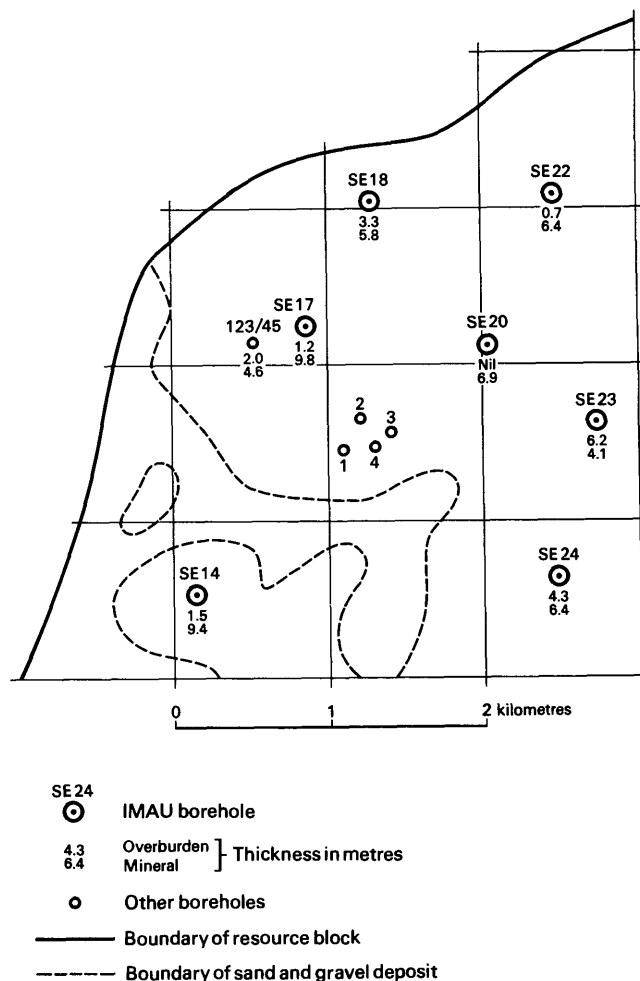 SE18
3.3
5.8
SE22
0.7
6.4
SE17
1.2
9.8
123/45
2.0
4.6
SE20
Nil
6.9
2
3
1
4
SE23
6.2
4.1
SE14
1.5
9.4
SE24
4.3
6.4
0 1 2 kilometres
SE24
IMAU borehole
4.3 Overburden
6.4 Mineral
Thickness in metres
Other boreholes
Boundary of resource block
Boundary of sand and gravel deposit